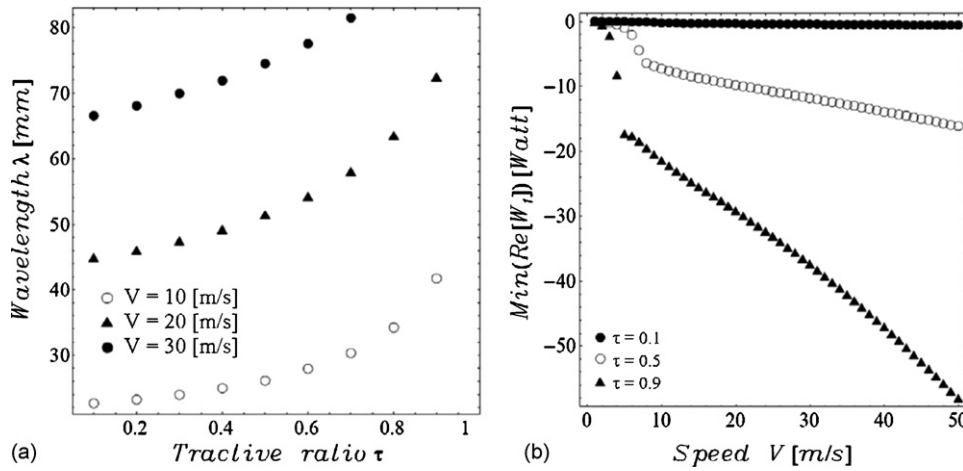 80
70
60
50
40
30
Wavelength λ [mm]
V = 10 [m/s]
V = 20 [m/s]
V = 30 [m/s]
0.2 0.4 0.6 0.8 1
(a) Tractive ratio τ
0
−10
−20
−30
−40
−50
Min(Re[W_t]) [Watt]
τ = 0.1
τ = 0.5
τ = 0.9
0 10 20 30 40 50
(b) Speed V [m/s]